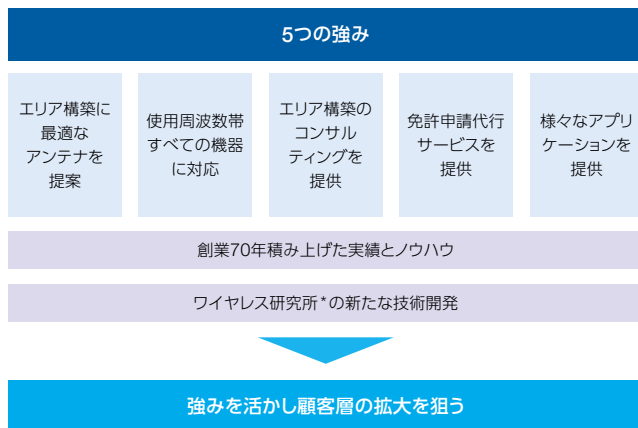 5つの強み
エリア構築に
最適な
アンテナを
提案
使用周波数帯
すべての機器
に対応
エリア構築の
コンサル
ティングを
提供
免許申請代行
サービスを
提供
様々なアプリ
ケーションを
提供
創業70年積み上げた実績とノウハウ
ワイヤレス研究所*の新たな技術開発
強みを活かし顧客層の拡大を狙う